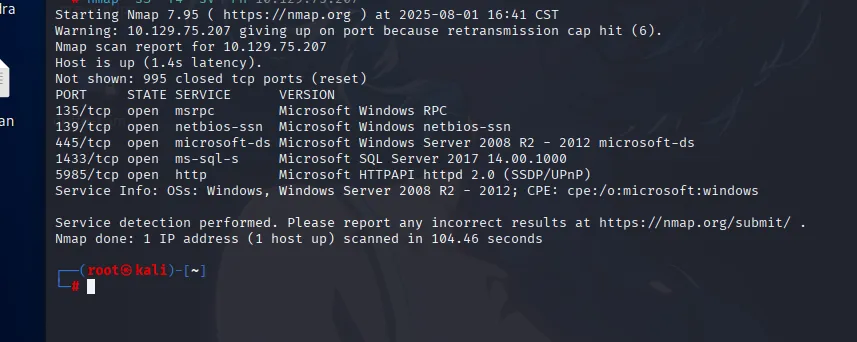 dra
Starting Nmap 7.95 ( https://nmap.org ) at 2025-08-01 16:41 CST
Warning: 10.129.75.207 giving up on port because retransmission cap hit (6).
Nmap scan report for 10.129.75.207
Host is up (1.4s latency).
Not shown: 995 closed tcp ports (reset)
PORT     STATE SERVICE      VERSION
135/tcp  open  msrpc        Microsoft Windows RPC
an
139/tcp  open  netbios-ssn  Microsoft Windows netbios-ssn
445/tcp  open  microsoft-ds Microsoft Windows Server 2008 R2 - 2012 microsoft-ds
1433/tcp open  ms-sql-s     Microsoft SQL Server 2017 14.00.1000
5985/tcp open  http         Microsoft HTTPAPI httpd 2.0 (SSDP/UPnP)
Service Info: OSs: Windows, Windows Server 2008 R2 - 2012; CPE: cpe:/o:microsoft:windows
Service detection performed. Please report any incorrect results at https://nmap.org/submit/ .
Nmap done: 1 IP address (1 host up) scanned in 104.46 seconds
┌──(root㉿kali)-[~]
└─#